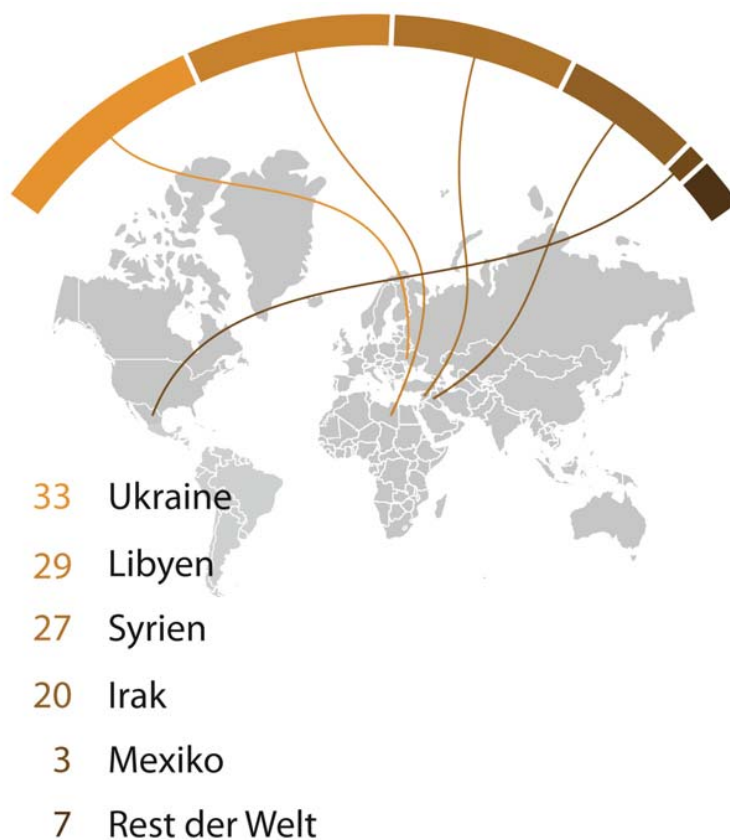 33 Ukraine
29 Libyen
27 Syrien
20 Irak
3 Mexiko
7 Rest der Welt